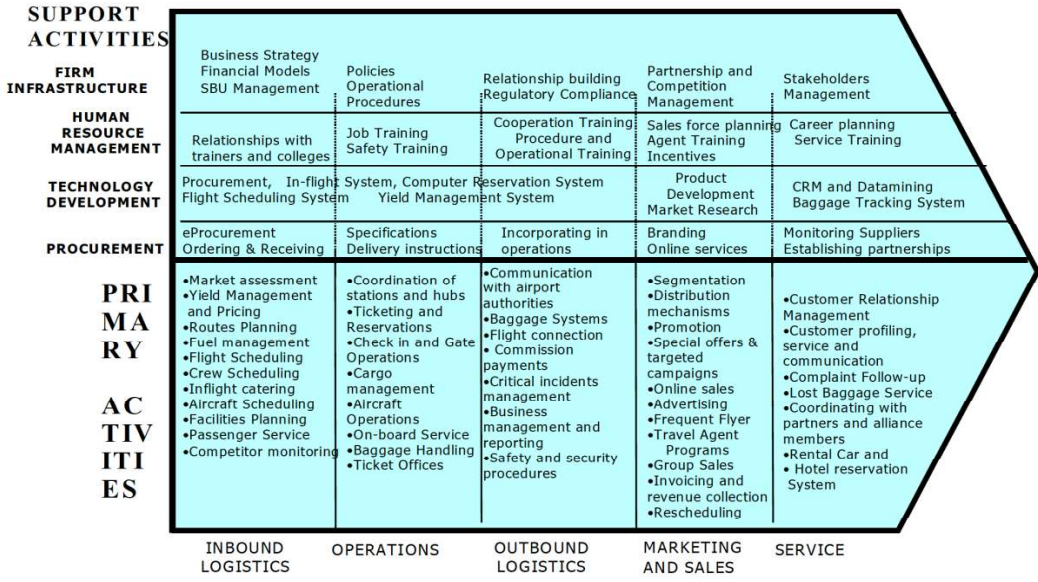 SUPPORT
ACTIVITIES
FIRM
INFRASTRUCTURE
Business Strategy
Financial Models
SBU Management
Policies
Operational
Procedures
Relationship building
Regulatory Compliance
Partnership and
Competition
Management
Stakeholders
Management
HUMAN
RESOURCE
MANAGEMENT
Relationships with
trainers and colleges
Job Training
Safety Training
Cooperation Training
Procedure and
Operational Training
Sales force planning
Agent Training
Incentives
Career planning
Service Training
TECHNOLOGY
DEVELOPMENT
Procurement, In-flight System, Computer Reservation System
Flight Scheduling System Yield Management System
Product
Development
Market Research
CRM and Datamining
Baggage Tracking System
PROCUREMENT
eProcurement
Ordering & Receiving
Specifications
Delivery instructions
Incorporating in
operations
Branding
Online services
Monitoring Suppliers
Establishing partnerships
PRI
MA
RY
AC
TIV
ITI
ES
•Market assessment
•Yield Management
and Pricing
•Routes Planning
•Fuel management
•Flight Scheduling
•Crew Scheduling
•Inflight catering
•Aircraft Scheduling
•Facilities Planning
•Passenger Service
•Competitor monitoring
•Coordination of
stations and hubs
•Ticketing and
Reservations
•Check in and Gate
Operations
•Cargo
management
•Aircraft
Operations
•On-board Service
•Baggage Handling
•Ticket Offices
•Communication
with airport
authorities
•Baggage Systems
•Flight connection
• Commission
payments
•Critical incidents
management
•Business
management and
reporting
•Safety and security
procedures
•Segmentation
•Distribution
mechanisms
•Promotion
•Special offers &
targeted
campaigns
•Online sales
•Advertising
•Frequent Flyer
•Travel Agent
Programs
•Group Sales
•Invoicing and
revenue collection
•Rescheduling
•Customer Relationship
Management
•Customer profiling,
service and
communication
•Complaint Follow-up
•Lost Baggage Service
•Coordinating with
partners and alliance
members
•Rental Car and
• Hotel reservation
System
INBOUND
LOGISTICS
OPERATIONS
OUTBOUND
LOGISTICS
MARKETING
AND SALES
SERVICE